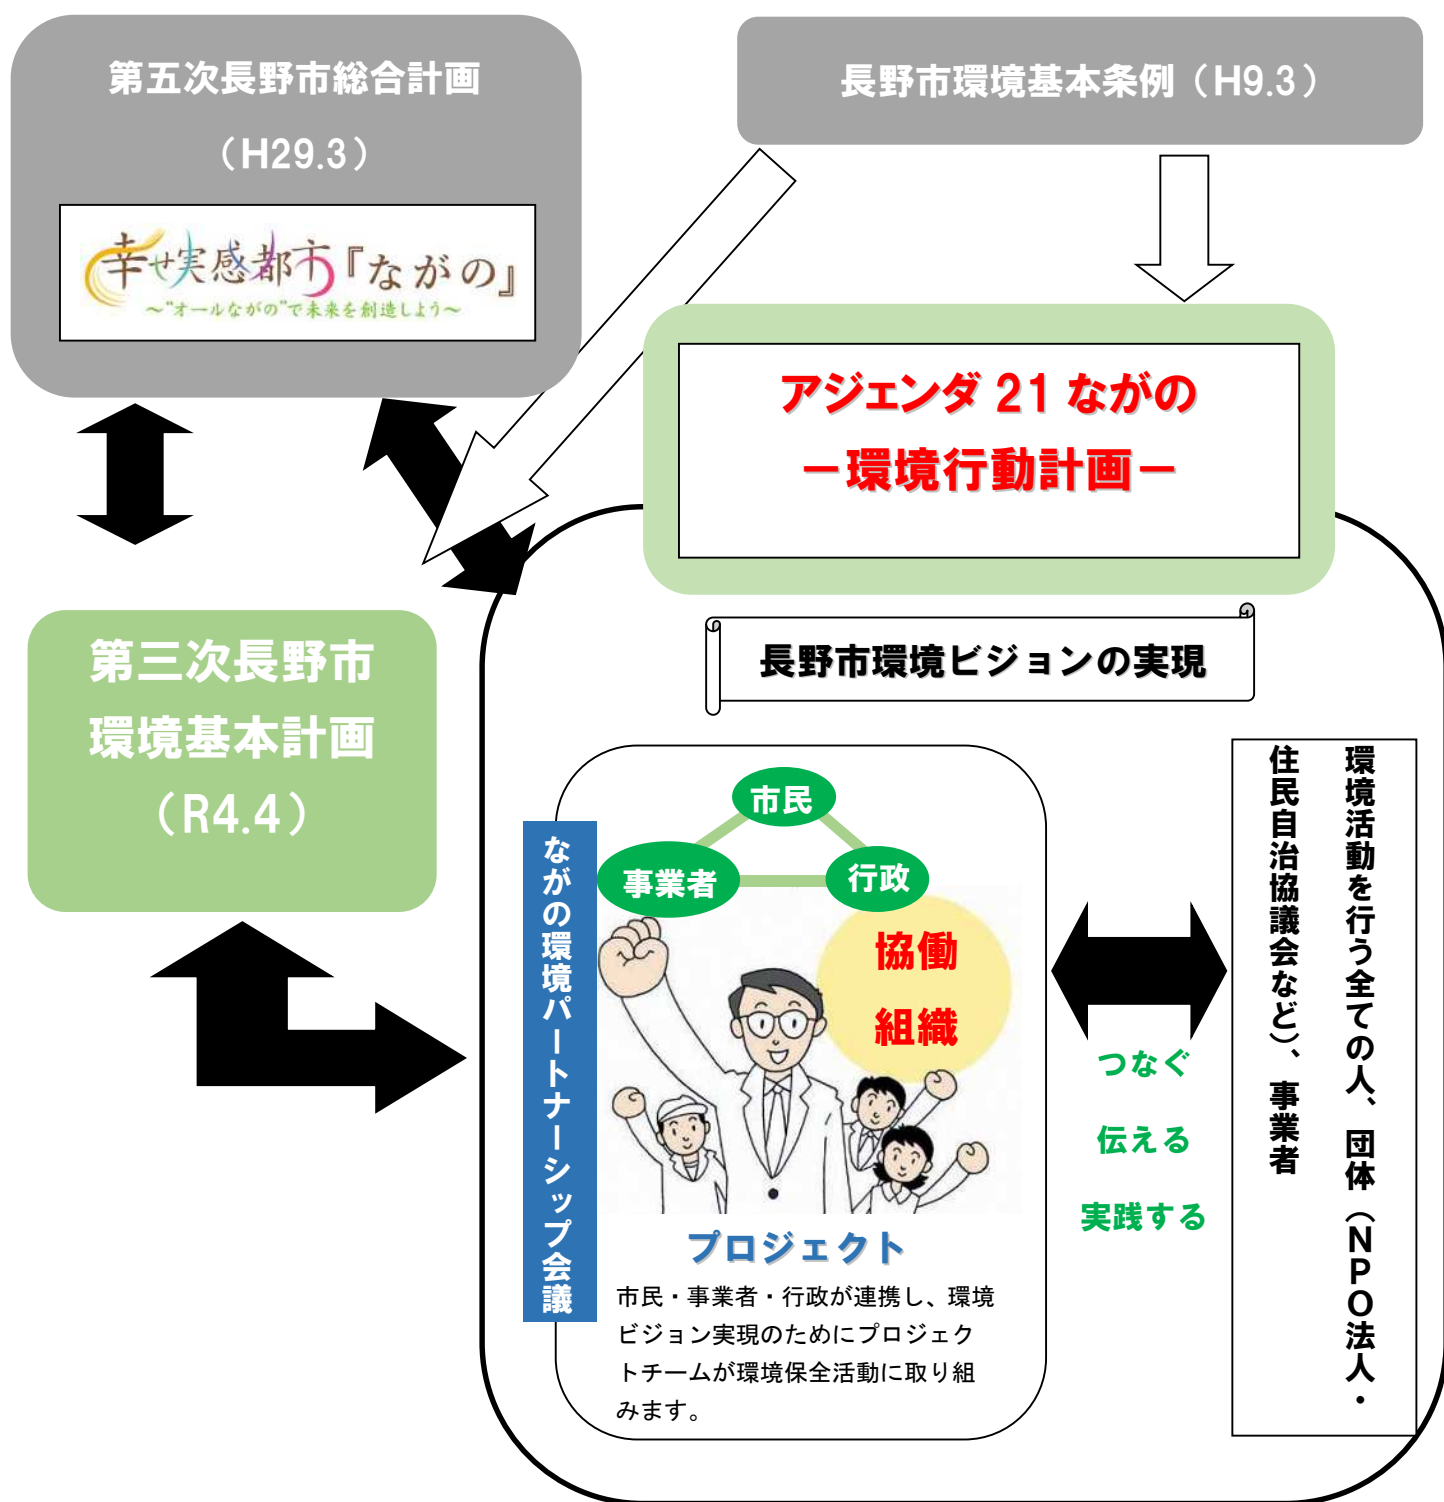 第五次長野市総合計画
（H29.3）
幸せ実感都市『ながの』
～"オールながの"で未来を創造しよう～
長野市環境基本条例（H9.3）
アジェンダ 21 ながの
－環境行動計画－
第三次長野市
環境基本計画
（R4.4）
長野市環境ビジョンの実現
ながの環境パートナーシップ会議
市民
事業者
行政
協働
組織
プロジェクト
市民・事業者・行政が連携し、環境
ビジョン実現のためにプロジェク
トチームが環境保全活動に取り組
みます。
つなぐ
伝える
実践する
環境活動を行う全ての人、団体（NPO法人・
住民自治協議会など）、事業者